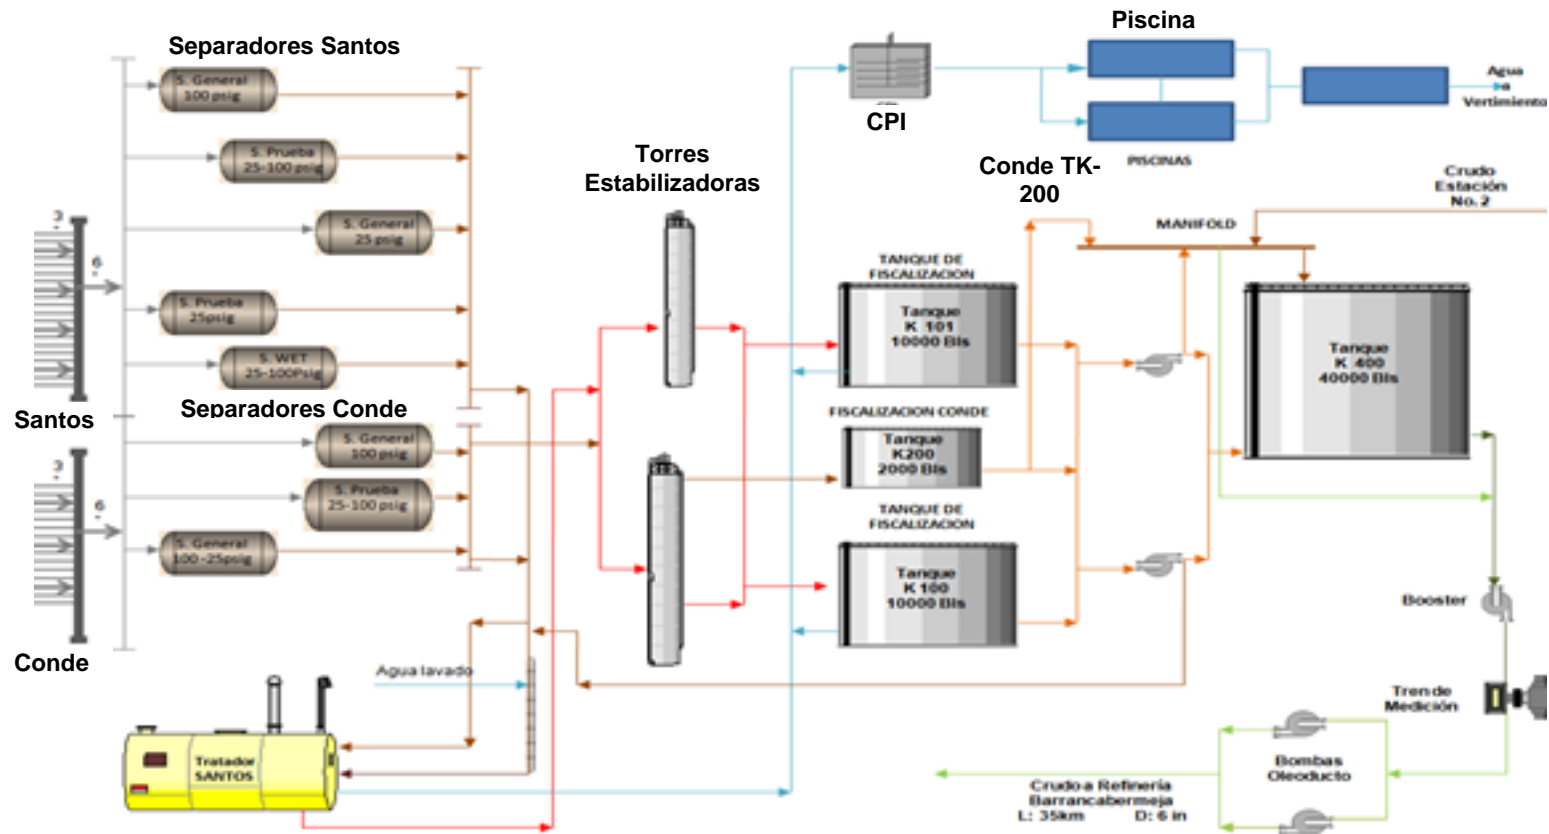 Separadores Santos
S. General
100 psig
S. Prueba
25-100 psig
S. General
25 psig
S. Prueba
25psig
S. WET
25-100Psig
Santos
Separadores Conde
S. General
100 psig
S. Prueba
25-100 psig
S. General
100-25psig
Conde
Agua lavado
Tratador
SANTOS
Torres
Estabilizadoras
CPI
Piscina
PISCINAS
Agua
a
Vertimiento
Conde TK-
200
Crudo
Estación
No. 2
MANIFOLD
TANQUE DE
FISCALIZACION
Tanque
K 101
10000 Bls
FISCALIZACION CONDE
Tanque
K200
2000 Bls
TANQUE DE
FISCALIZACION
Tanque
K 100
10000 Bls
Tanque
K 400
40000 Bls
Booster
Tren de
Medición
Bombas
Oleoducto
Crudo a Refinería
Barrancabermeja
L: 35km D: 6 in